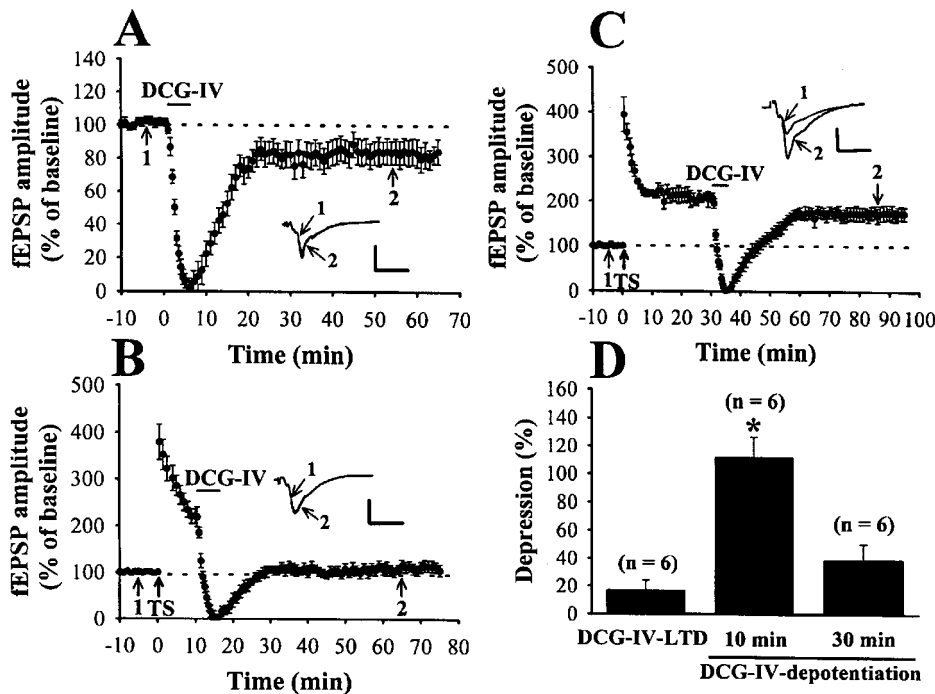 A
fEPSP amplitude
(% of baseline)
140
120
100
80
60
40
20
0
DCG-IV
1
2
1
2
-10 0 10 20 30 40 50 60 70
Time (min)
B
fEPSP amplitude
(% of baseline)
500
400
300
200
100
0
DCG-IV
1
2
1 TS
2
-10 0 10 20 30 40 50 60 70 80
Time (min)
C
fEPSP amplitude
(% of baseline)
500
400
300
200
100
0
DCG-IV
1
2
1 TS
2
-10 0 10 20 30 40 50 60 70 80 90 100
Time (min)
D
Depression (%)
160
140
120
100
80
60
40
20
0
(n = 6)
(n = 6)
*
(n = 6)
DCG-IV-LTD 10 min 30 min
DCG-IV-depotentiation